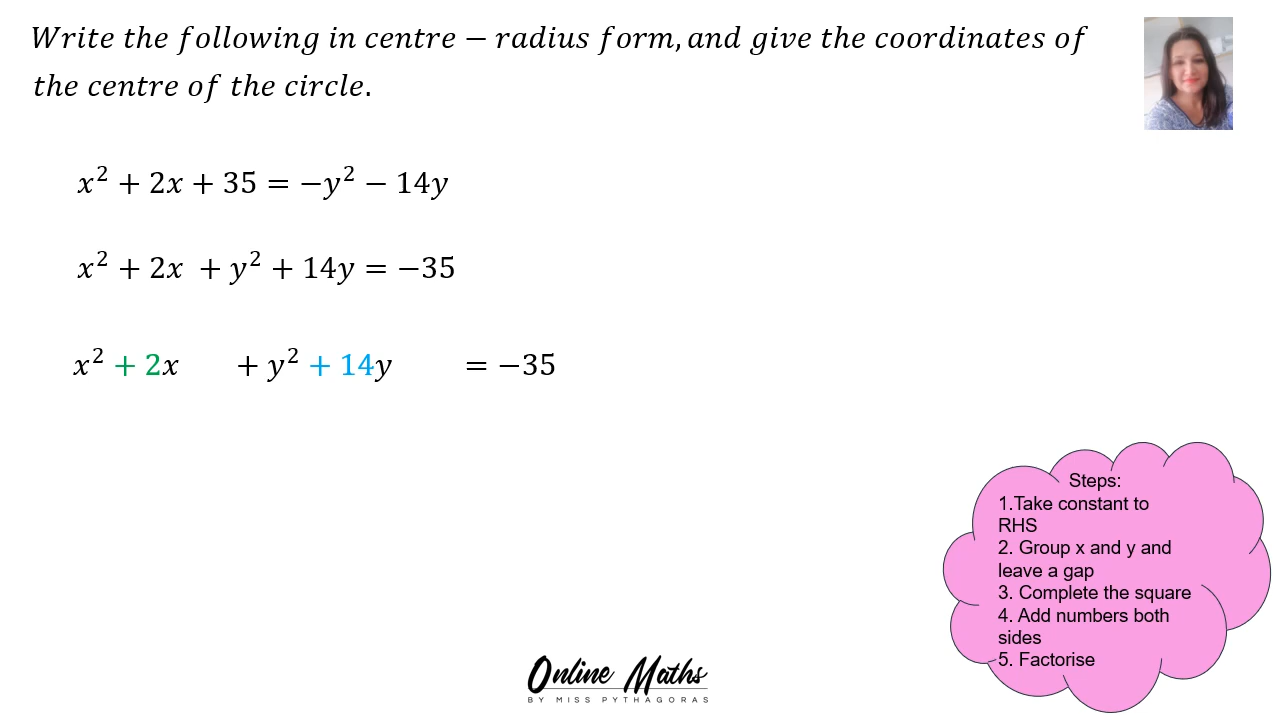 Write the following in centre − radius form, and give the coordinates of
the centre of the circle.
x² + 2x + 35 = −y² − 14y
x² + 2x + y² + 14y = −35
x² + 2x + y² + 14y = −35
Steps:
1.Take constant to
RHS
2. Group x and y and
leave a gap
3. Complete the square
4. Add numbers both
sides
5. Factorise
Online Maths
BY MISS PYTHAGORAS